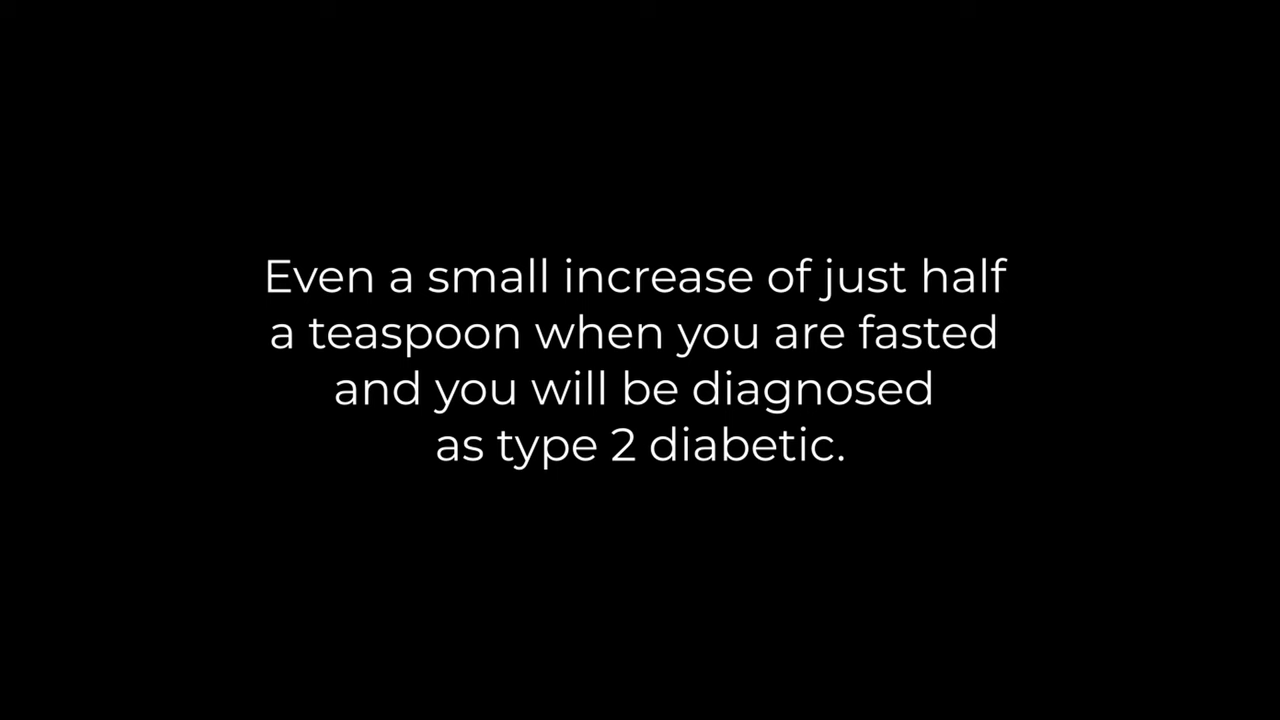 Even a small increase of just half
a teaspoon when you are fasted
and you will be diagnosed
as type 2 diabetic.